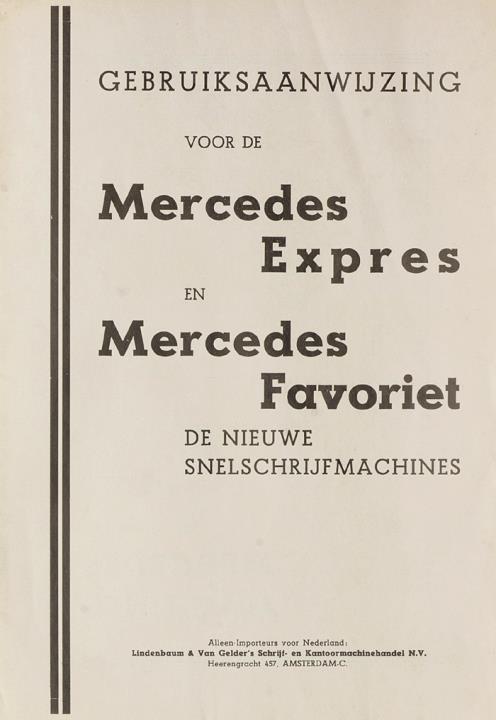 GEBRUIKSAANWIJZING
VOOR DE
Mercedes
Expres
EN
Mercedes
Favoriet
DE NIEUWE
SNELSCHRIJFMACHINES
Alleen-Importeurs voor Nederland:
Lindenbaum & Van Gelder's Schrijf- en Kantoormachinehandel N.V.
Heerengracht 457, AMSTERDAM-C.